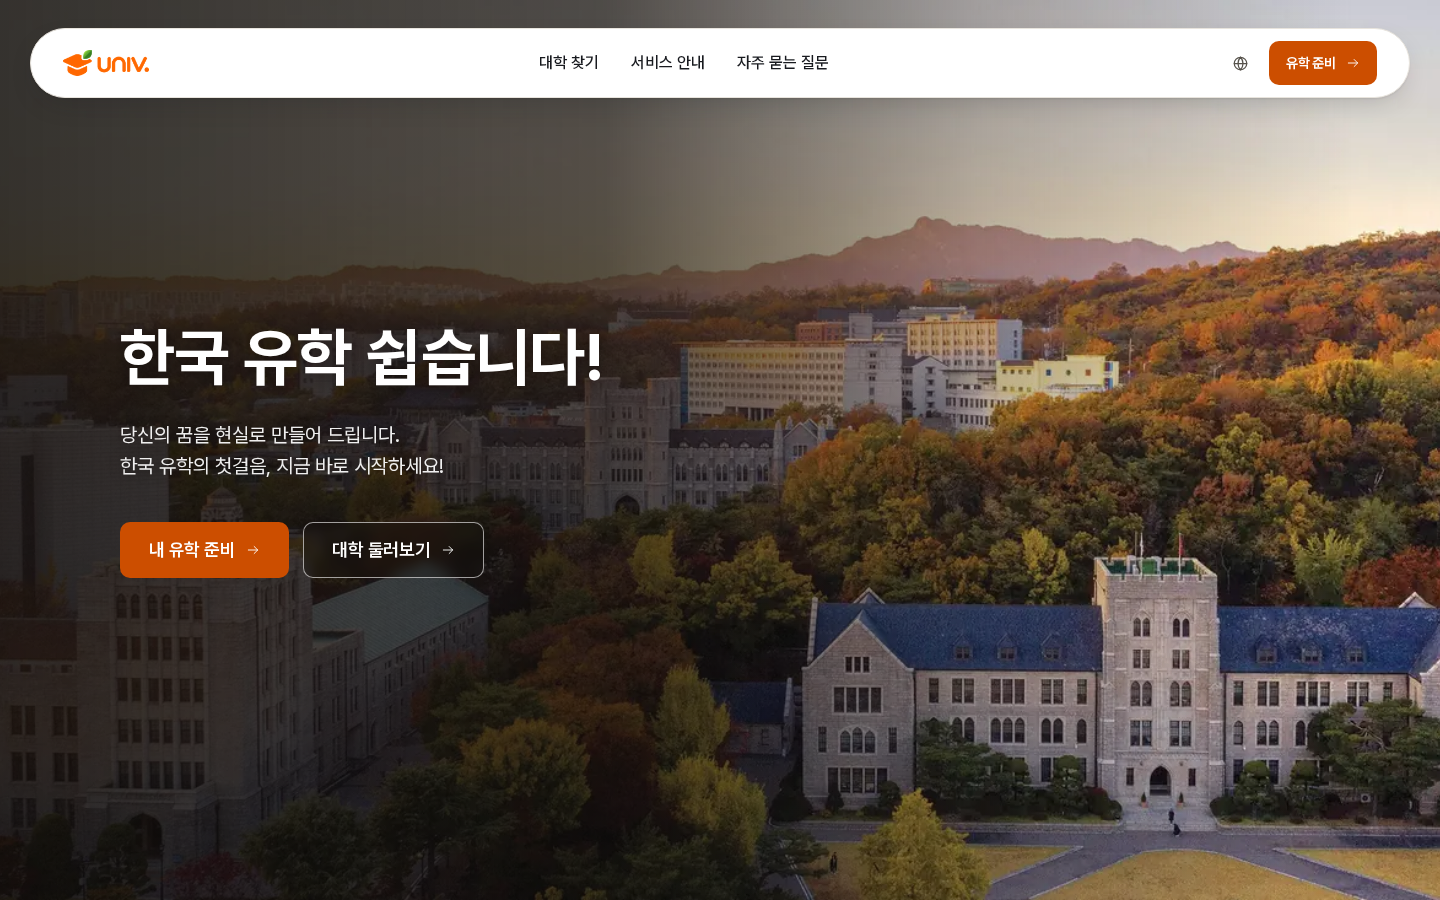 UNIV.
대학 찾기
서비스 안내
자주 묻는 질문
유학 준비
한국 유학 쉽습니다!
당신의 꿈을 현실로 만들어 드립니다.
한국 유학의 첫걸음, 지금 바로 시작하세요!
내 유학 준비
대학 둘러보기